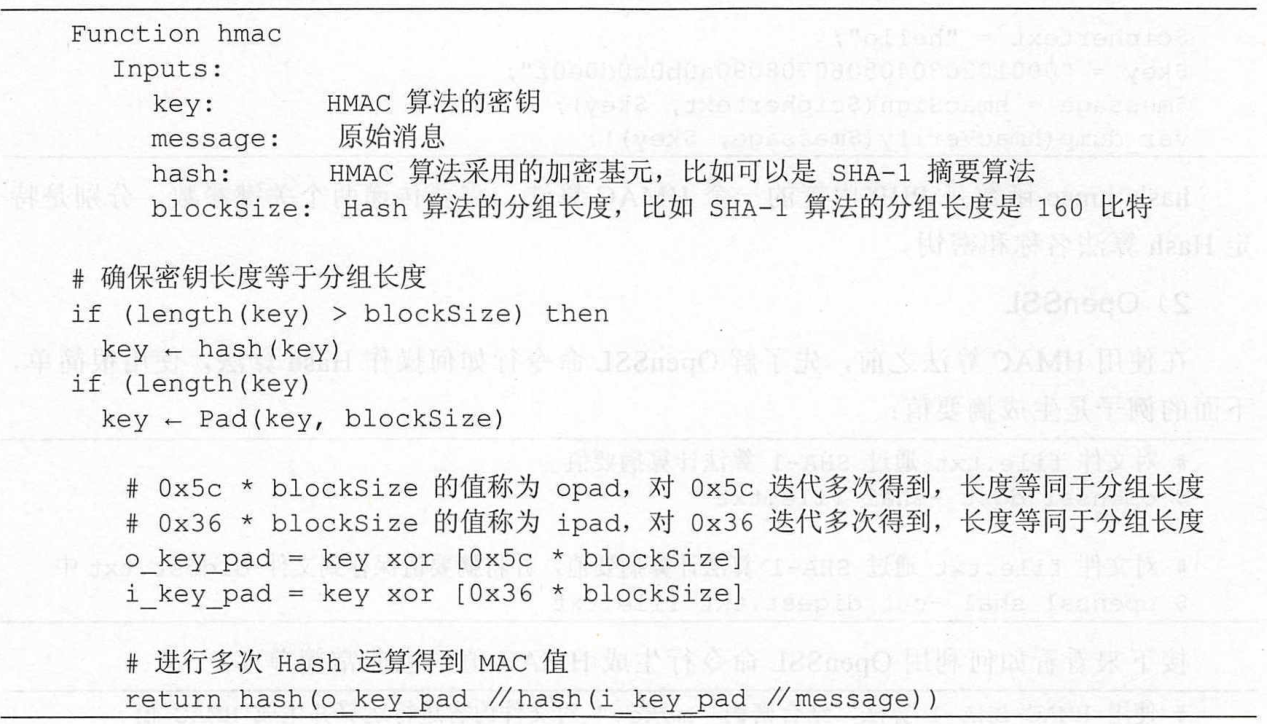 Function hmac
Inputs:
key: HMAC 算法的密钥
message: 原始消息
hash: HMAC 算法采用的加密基元，比如可以是 SHA-1 摘要算法
blockSize: Hash 算法的分组长度，比如 SHA-1 算法的分组长度是 160 比特
# 确保密钥长度等于分组长度
if (length(key) > blockSize) then
key ← hash(key)
if (length(key)
key ← Pad(key, blockSize)
# 0x5c * blockSize 的值称为 opad，对 0x5c 迭代多次得到，长度等同于分组长度
# 0x36 * blockSize 的值称为 ipad，对 0x36 迭代多次得到，长度等同于分组长度
o_key_pad = key xor [0x5c * blockSize]
i_key_pad = key xor [0x36 * blockSize]
# 进行多次 Hash 运算得到 MAC 值
return hash(o_key_pad //hash(i_key_pad //message))